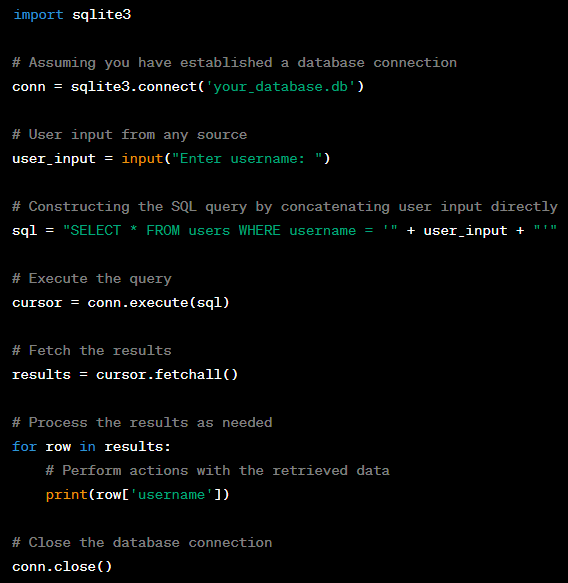 import sqlite3
# Assuming you have established a database connection
conn = sqlite3.connect('your_database.db')
# User input from any source
user_input = input("Enter username: ")
# Constructing the SQL query by concatenating user input directly
sql = "SELECT * FROM users WHERE username = '" + user_input + "'"
# Execute the query
cursor = conn.execute(sql)
# Fetch the results
results = cursor.fetchall()
# Process the results as needed
for row in results:
    # Perform actions with the retrieved data
    print(row['username'])
# Close the database connection
conn.close()